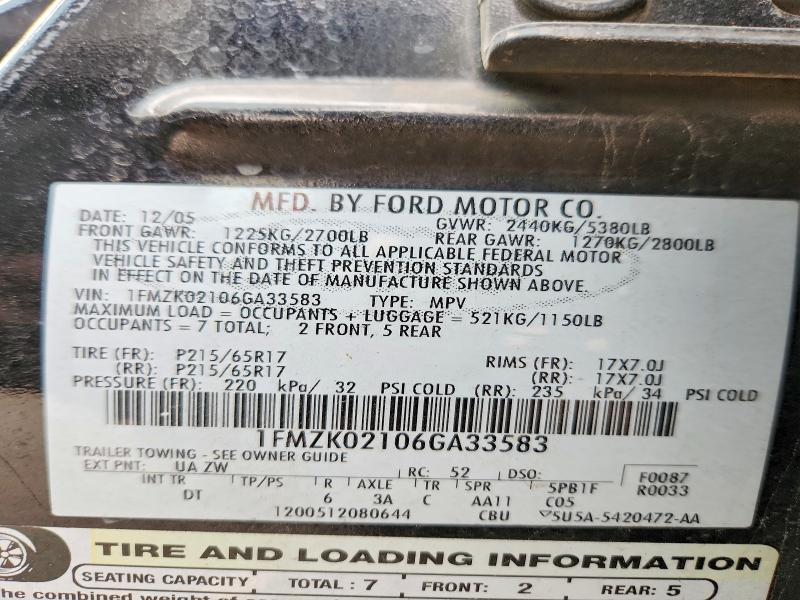 MFD. BY FORD MOTOR CO.
DATE: 12/05 GVWR: 2440KG/5380LB
FRONT GAWR: 1225KG/2700LB REAR GAWR: 1270KG/2800LB
THIS VEHICLE CONFORMS TO ALL APPLICABLE FEDERAL MOTOR
VEHICLE SAFETY AND THEFT PREVENTION STANDARDS
IN EFFECT ON THE DATE OF MANUFACTURE SHOWN ABOVE.
VIN: 1FMZK02106GA33583 TYPE: MPV
MAXIMUM LOAD = OCCUPANTS + LUGGAGE = 521KG/1150LB
OCCUPANTS = 7 TOTAL; 2 FRONT, 5 REAR
TIRE (FR): P215/65R17 RIMS (FR): 17X7.0J
(RR): P215/65R17 (RR): 17X7.0J
PRESSURE (FR): 220 kPa/ 32 PSI COLD (RR): 235 kPa/ 34 PSI COLD
1FMZK02106GA33583
TRAILER TOWING - SEE OWNER GUIDE
EXT PNT: UA ZW RC: 52 DSO: F0087
INT TR TP/PS R AXLE TR SPR 5PB1F R0033
DT 6 3A C AA11 C05
1200512080644 CBU 5U5A-5420472-AA
TIRE AND LOADING INFORMATION
SEATING CAPACITY TOTAL: 7 FRONT: 2 REAR: 5
The combined weight of